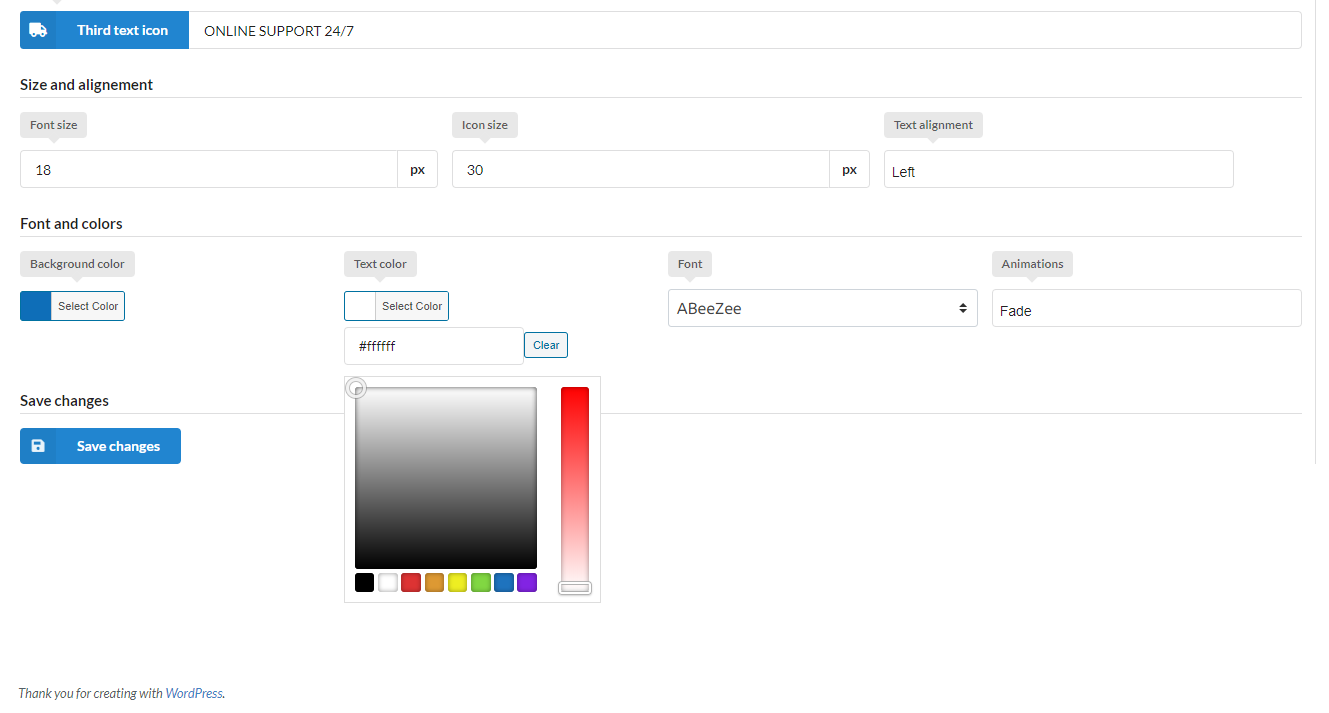 Third text icon ONLINE SUPPORT 24/7
Size and alignement
Font size Icon size Text alignment
18 px 30 px Left
Font and colors
Background color Text color Font Animations
Select Color Select Color ABeeZee Fade
#ffffff Clear
Save changes
Save changes
Thank you for creating with WordPress.